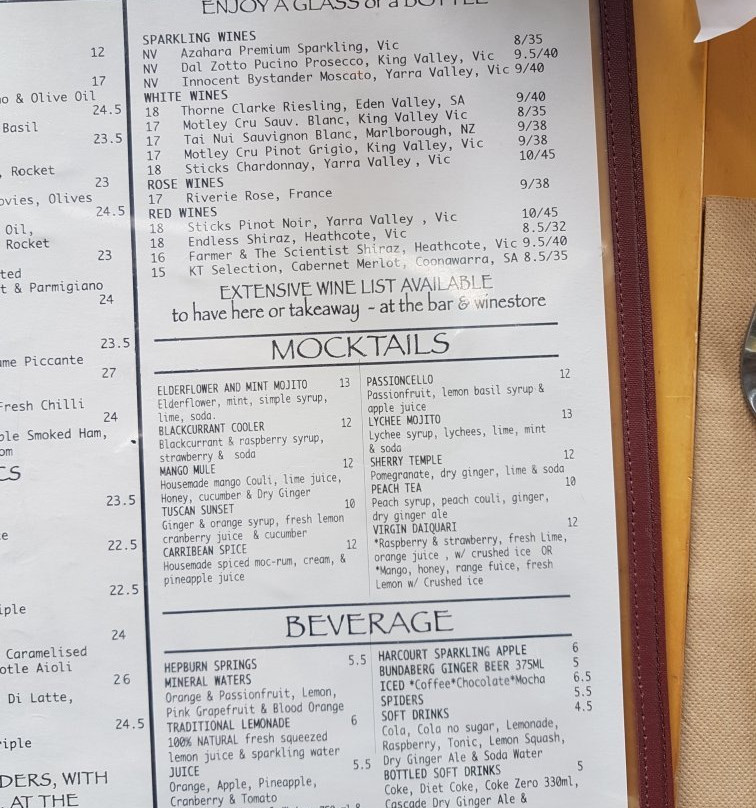 12
17
o & Olive Oil
24.5
Basil
23.5
, Rocket
23
ovies, Olives
24.5
Oil,
Rocket
23
ted
t & Parmigiano
24
23.5
me Piccante
27
Fresh Chilli
24
ole Smoked Ham,
om
CS
23.5
e
22.5
22.5
iple
24
Caramelised
otle Aioli
26
Di Latte,
24.5
riple
DERS, WITH
AT THE
ENJOY A GLASS or a BOTTLE
SPARKLING WINES
NV Azahara Premium Sparkling, Vic 8/35
NV Dal Zotto Pucino Prosecco, King Valley, Vic 9.5/40
NV Innocent Bystander Moscato, Yarra Valley, Vic 9/40
WHITE WINES
18 Thorne Clarke Riesling, Eden Valley, SA 9/40
17 Motley Cru Sauv. Blanc, King Valley Vic 8/35
17 Tai Nui Sauvignon Blanc, Marlborough, NZ 9/38
17 Motley Cru Pinot Grigio, King Valley, Vic 9/38
18 Sticks Chardonnay, Yarra Valley , Vic 10/45
ROSE WINES
17 Riverie Rose, France 9/38
RED WINES
18 Sticks Pinot Noir, Yarra Valley , Vic 10/45
18 Endless Shiraz, Heathcote, Vic 8.5/32
16 Farmer & The Scientist Shiraz, Heathcote, Vic 9.5/40
15 KT Selection, Cabernet Merlot, Coonawarra, SA 8.5/35
EXTENSIVE WINE LIST AVAILABLE
to have here or takeaway - at the bar & winestore
MOCKTAILS
ELDERFLOWER AND MINT MOJITO 13
Elderflower, mint, simple syrup,
lime, soda.
BLACKCURRANT COOLER 12
Blackcurrant & raspberry syrup,
strawberry & soda
MANGO MULE 12
Housemade mango Couli, lime juice,
Honey, cucumber & Dry Ginger
TUSCAN SUNSET 10
Ginger & orange syrup, fresh lemon
cranberry juice & cucumber
CARRIBEAN SPICE 12
Housemade spiced moc-rum, cream, &
pineapple juice
PASSIONCELLO 12
Passionfruit, lemon basil syrup &
apple juice
LYCHEE MOJITO 13
Lychee syrup, lychees, lime, mint
& soda
SHERRY TEMPLE 12
Pomegranate, dry ginger, lime & soda
PEACH TEA 10
Peach syrup, peach couli, ginger,
dry ginger ale
VIRGIN DAIQUARI 12
*Raspberry & strawberry, fresh Lime,
orange juice , w/ crushed ice OR
*Mango, honey, range fuice, fresh
Lemon w/ Crushed ice
BEVERAGE
HEPBURN SPRINGS 5.5
MINERAL WATERS
Orange & Passionfruit, Lemon,
Pink Grapefruit & Blood Orange
TRADITIONAL LEMONADE 6
100% NATURAL fresh squeezed
lemon juice & sparkling water
JUICE 5.5
Orange, Apple, Pineapple,
Cranberry & Tomato
HARCOURT SPARKLING APPLE 6
BUNDABERG GINGER BEER 375ML 5
ICED *Coffee*Chocolate*Mocha 6.5
SPIDERS 5.5
SOFT DRINKS 4.5
Cola, Cola no sugar, Lemonade,
Raspberry, Tonic, Lemon Squash,
Dry Ginger Ale & Soda Water
BOTTLED SOFT DRINKS 5
Coke, Diet Coke, Coke Zero 330ml,
Cascade Dry Ginger Ale &